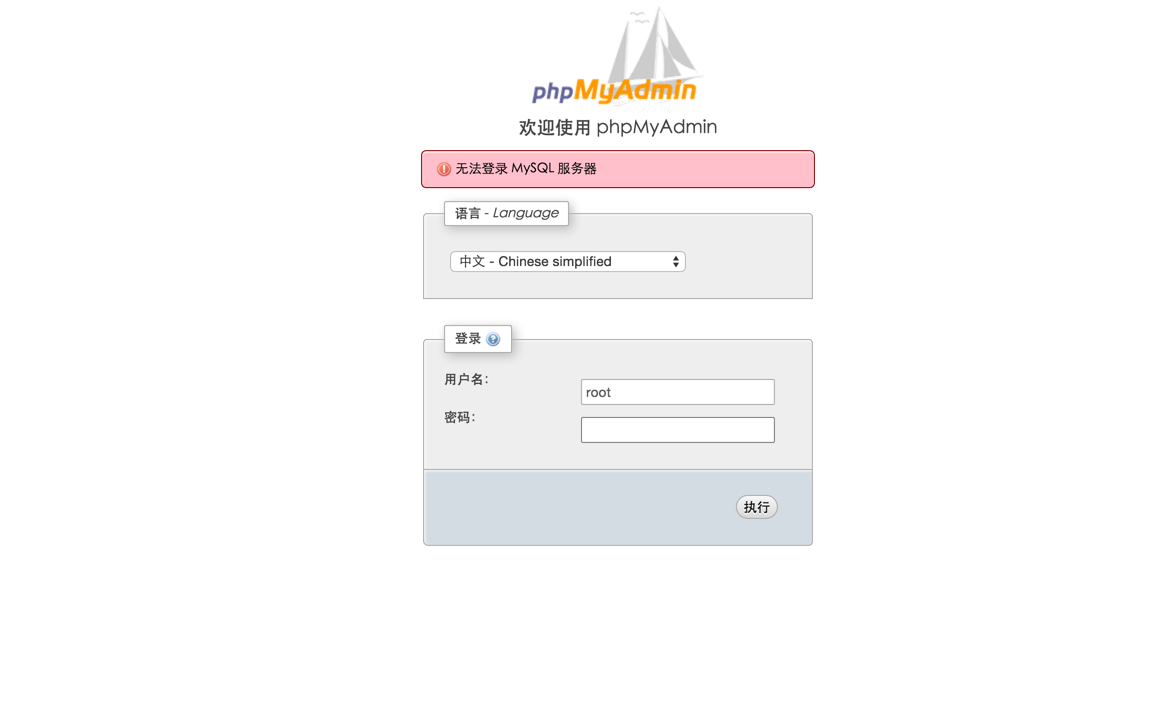 phpMyAdmin
欢迎使用 phpMyAdmin
无法登录 MySQL 服务器
语言 - Language
中文 - Chinese simplified
登录
用户名：
root
密码：
执行